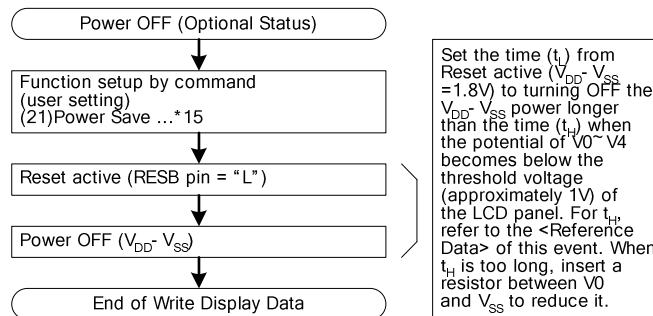 Power OFF (Optional Status)
Function setup by command
(user setting)
(21)Power Save ...*15
Reset active (RESB pin = “L”)
Power OFF (VDD- VSS)
End of Write Display Data
Set the time (tL) from
Reset active (VDD- VSS
=1.8V) to turning OFF the
VDD- VSS power longer
than the time (tH) when
the potential of V0~V4
becomes below the
threshold voltage
(approximately 1V) of
the LCD panel. For tH,
refer to the <Reference
Data> of this event. When
tH is too long, insert a
resistor between V0
and VSS to reduce it.